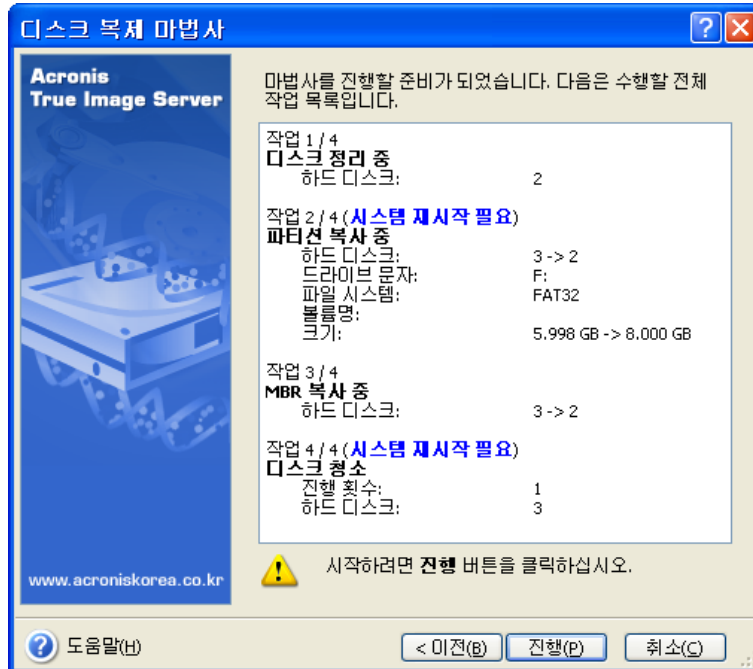 디스크 복제 마법사
Acronis
True Image Server
마법사를 진행할 준비가 되었습니다. 다음은 수행할 전체
작업 목록입니다.
작업 1 / 4
디스크 정리 중
하드 디스크: 2
작업 2 / 4 (시스템 재시작 필요)
파티션 복사 중
하드 디스크: 3 -> 2
드라이브 문자: F:
파일 시스템: FAT32
볼륨명:
크기: 5.998 GB -> 8.000 GB
작업 3 / 4
MBR 복사 중
하드 디스크: 3 -> 2
작업 4 / 4 (시스템 재시작 필요)
디스크 청소
진행 횟수: 1
하드 디스크: 3
시작하려면 진행 버튼을 클릭하십시오.
www.acroniskorea.co.kr
도움말(H)
< 이전(B) 진행(P) 취소(C)